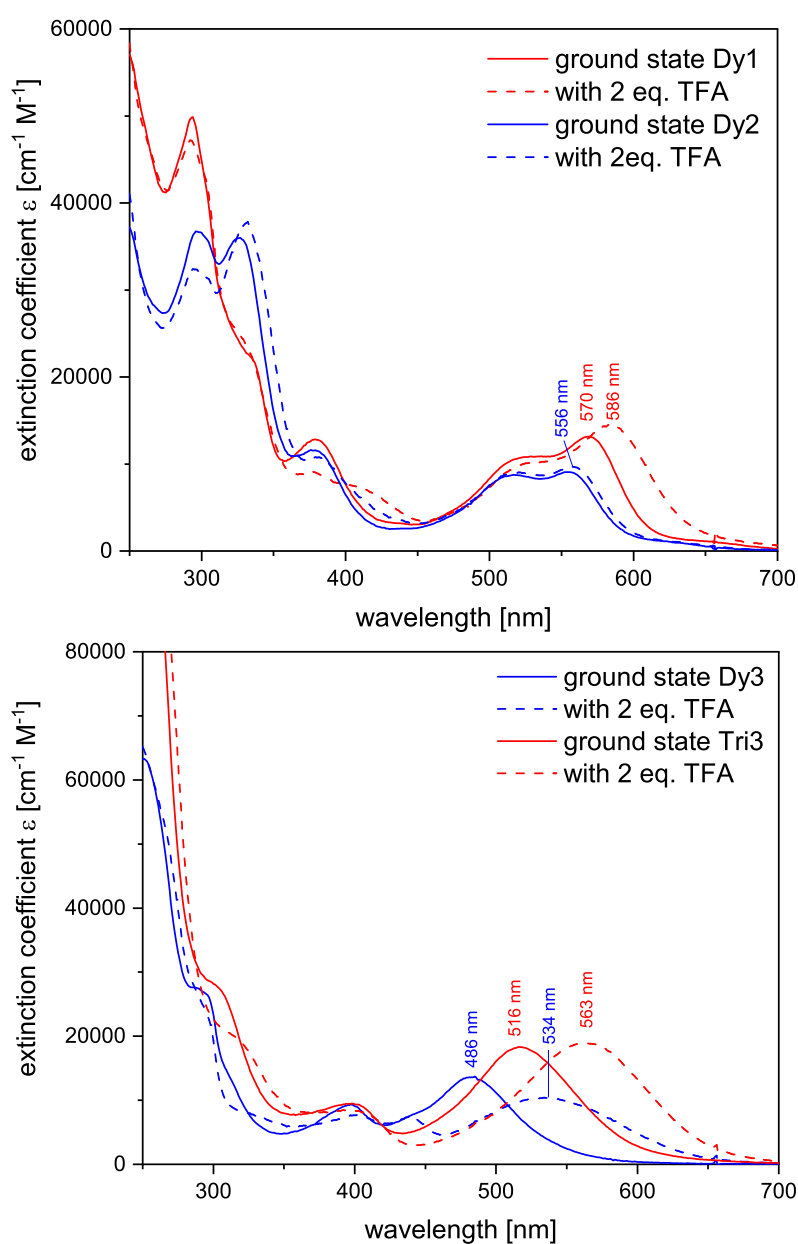 60000
40000
20000
0
extinction coefficient ε [cm-1 M-1]
ground state Dy1
with 2 eq. TFA
ground state Dy2
with 2eq. TFA
556 nm
570 nm
586 nm
300
400
500
600
700
wavelength [nm]
80000
60000
40000
20000
0
extinction coefficient ε [cm-1 M-1]
ground state Dy3
with 2 eq. TFA
ground state Tri3
with 2 eq. TFA
486 nm
516 nm
534 nm
563 nm
300
400
500
600
700
wavelength [nm]